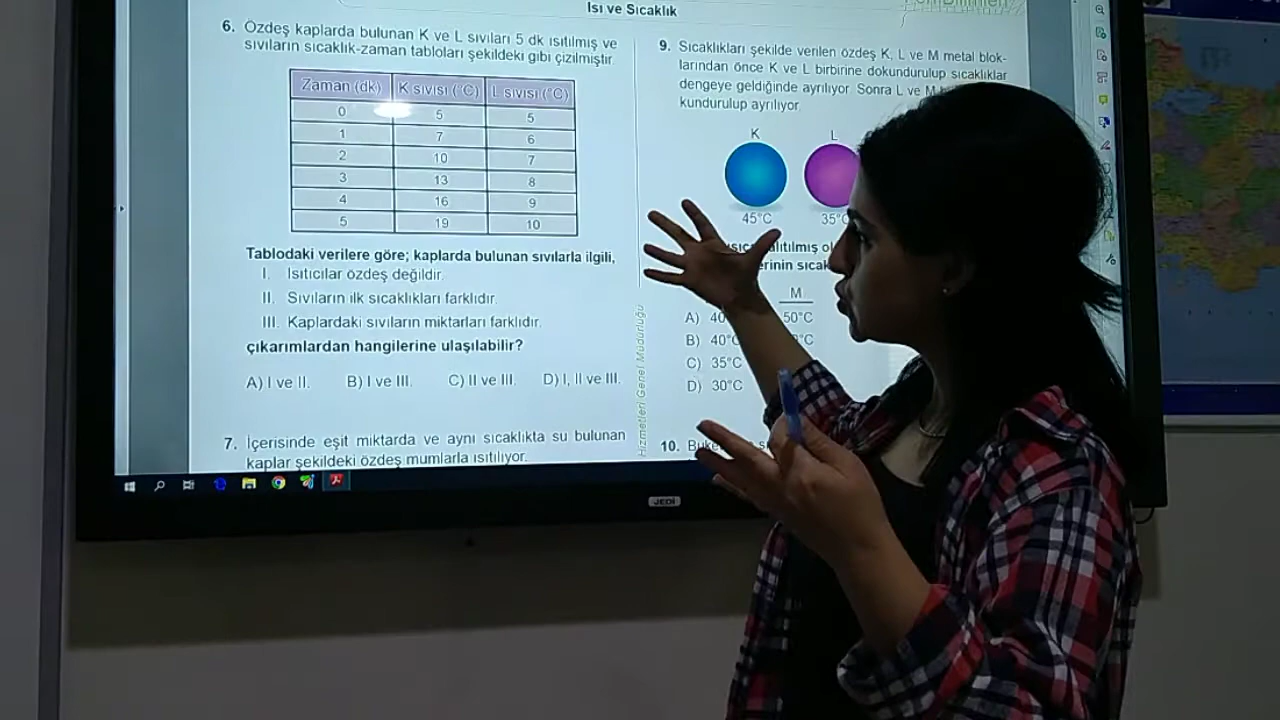 Isı ve Sıcaklık
6. Özdeş kaplarda bulunan K ve L sıvıları 5 dk ısıtılmış ve
sıvıların sıcaklık-zaman tabloları şekildeki gibi çizilmiştir.
Zaman (dk) K sıvısı (°C) L sıvısı (°C)
0 5 5
1 7 6
2 10 7
3 13 8
4 16 9
5 19 10
Tablodaki verilere göre; kaplarda bulunan sıvılarla ilgili,
I. Isıtıcılar özdeş değildir.
II. Sıvıların ilk sıcaklıkları farklıdır.
III. Kaplardaki sıvıların miktarları farklıdır.
çıkarımlardan hangilerine ulaşılabilir?
A) I ve II. B) I ve III. C) II ve III. D) I, II ve III.
7. İçerisinde eşit miktarda ve aynı sıcaklıkta su bulunan
kaplar şekildeki özdeş mumlarla ısıtılıyor.
Hizmetleri Genel Müdürlüğü
9. Sıcaklıkları şekilde verilen özdeş K, L ve M metal blok-
larından önce K ve L birbirine dokundurulup sıcaklıklar
dengeye geldiğinde ayrılıyor. Sonra L ve M
kundurulup ayrılıyor.
K L
45°C 35°C
M
A) 40 50°C
B) 40°C
C) 35°C
D) 30°C
10.
JEDİ